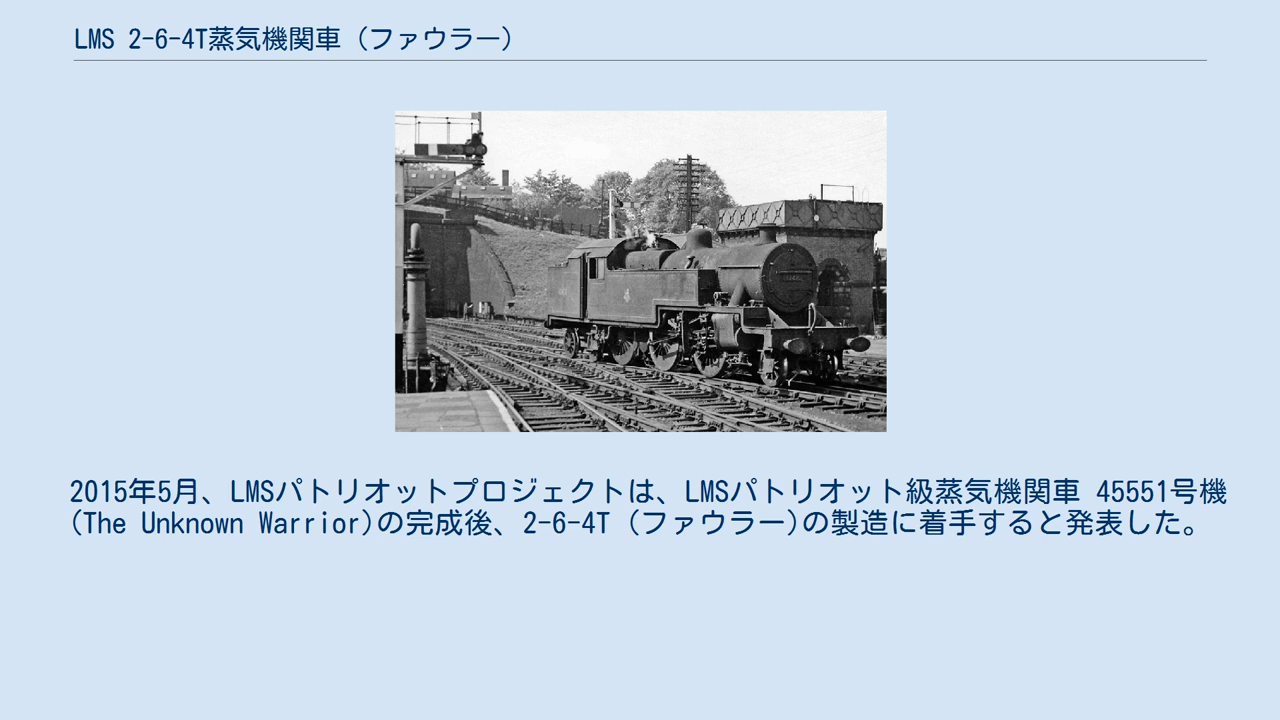 LMS 2-6-4T蒸気機関車（ファウラー）
2015年5月、LMSパトリオットプロジェクトは、LMSパトリオット級蒸気機関車 45551号機
(The Unknown Warrior)の完成後、2-6-4T (ファウラー)の製造に着手すると発表した。